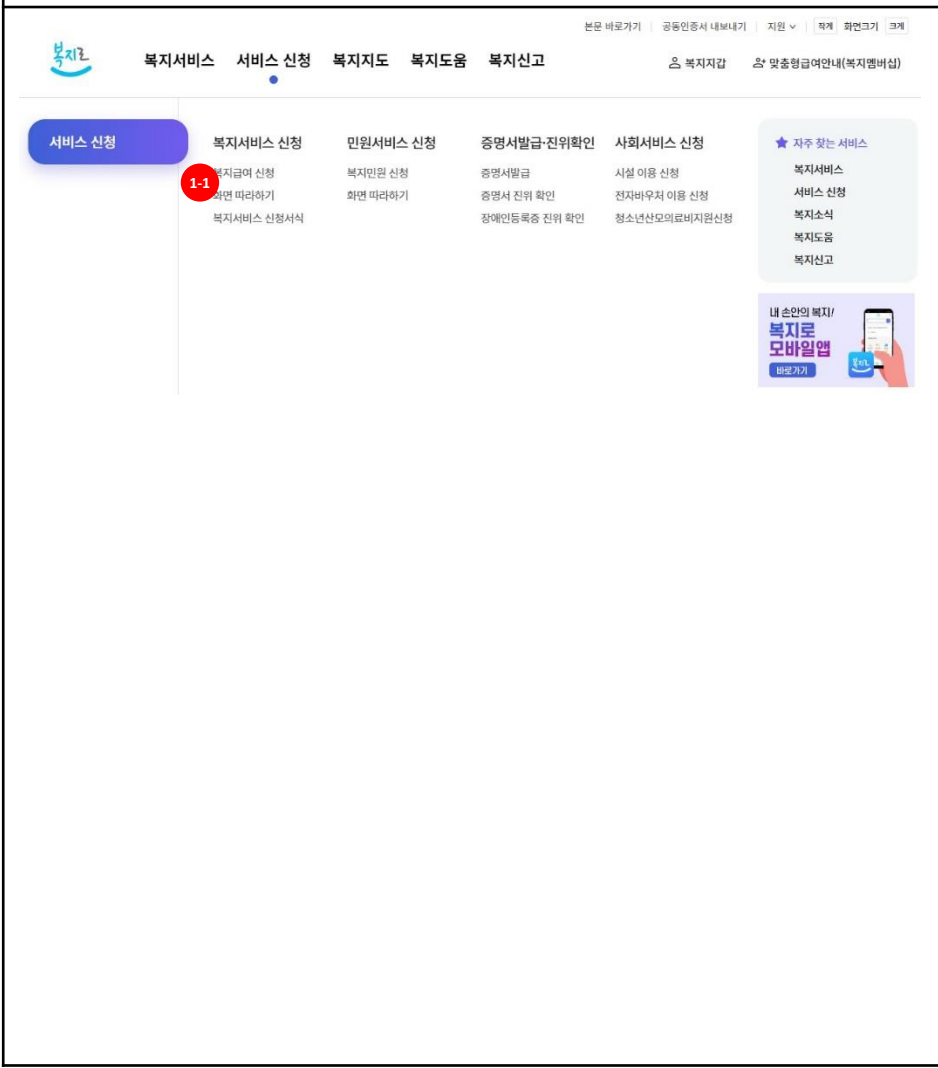 본문 바로가기 공동인증서 내보내기 지원 작게 화면크기 크게
복지로 복지서비스 서비스 신청 복지지도 복지도움 복지신고 복지지갑 맞춤형급여안내(복지멤버십)
서비스 신청
복지서비스 신청 민원서비스 신청 증명서발급·진위확인 사회서비스 신청
복지급여 신청 복지민원 신청 증명서발급 시설 이용 신청
1-1
화면 따라하기 화면 따라하기 증명서 진위 확인 전자바우처 이용 신청
복지서비스 신청서식 장애인등록증 진위 확인 청소년산모의료비지원신청
자주 찾는 서비스
복지서비스
서비스 신청
복지소식
복지도움
복지신고
내 손안의 복지!
복지로
모바일앱
바로가기
복지로